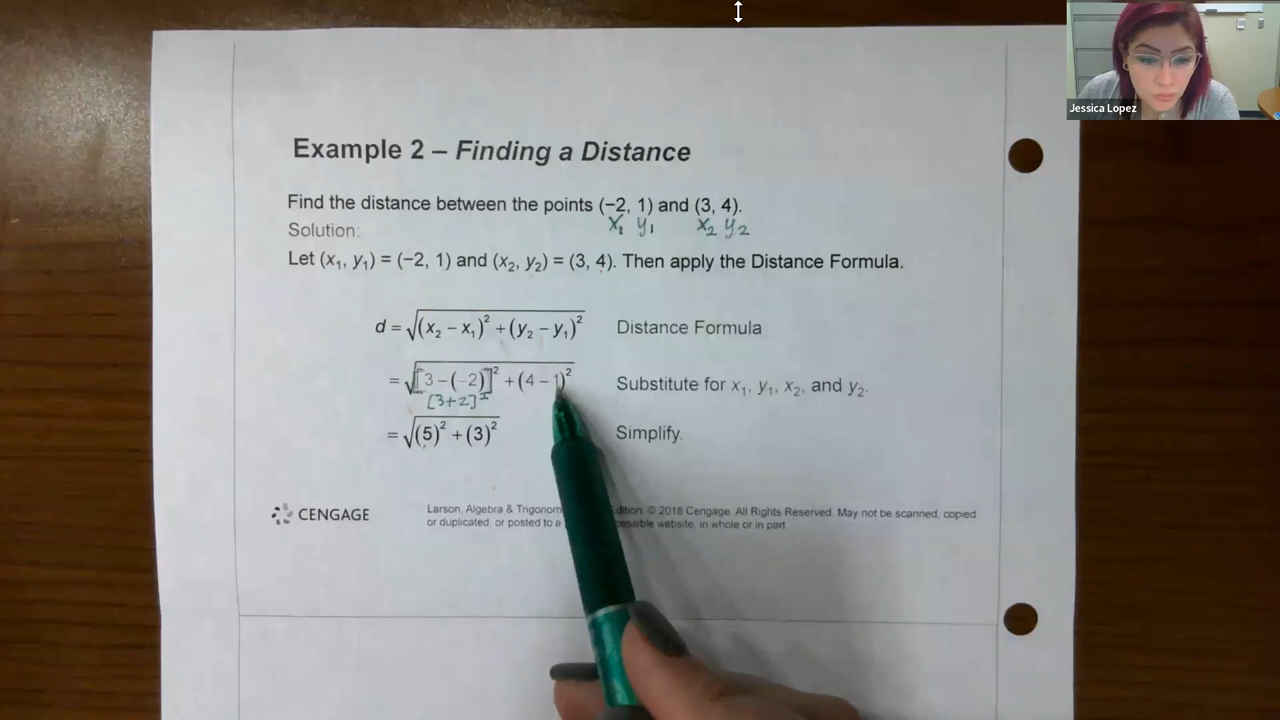 Jessica Lopez
Example 2 – Finding a Distance
Find the distance between the points (−2, 1) and (3, 4).
x₁ y₁ x₂ y₂
Solution:
Let (x₁, y₁) = (−2, 1) and (x₂, y₂) = (3, 4). Then apply the Distance Formula.
d = √((x₂ − x₁)² + (y₂ − y₁)²) Distance Formula
= √([3 − (−2)]² + (4 − 1)²) Substitute for x₁, y₁, x₂, and y₂.
[3+2]²
= √((5)² + (3)²) Simplify.
CENGAGE
Larson, Algebra & dition. © 2018 Cengage. All Rights Reserved. May not be scanned, copied
or duplicated, or posted to a website, in whole or in part